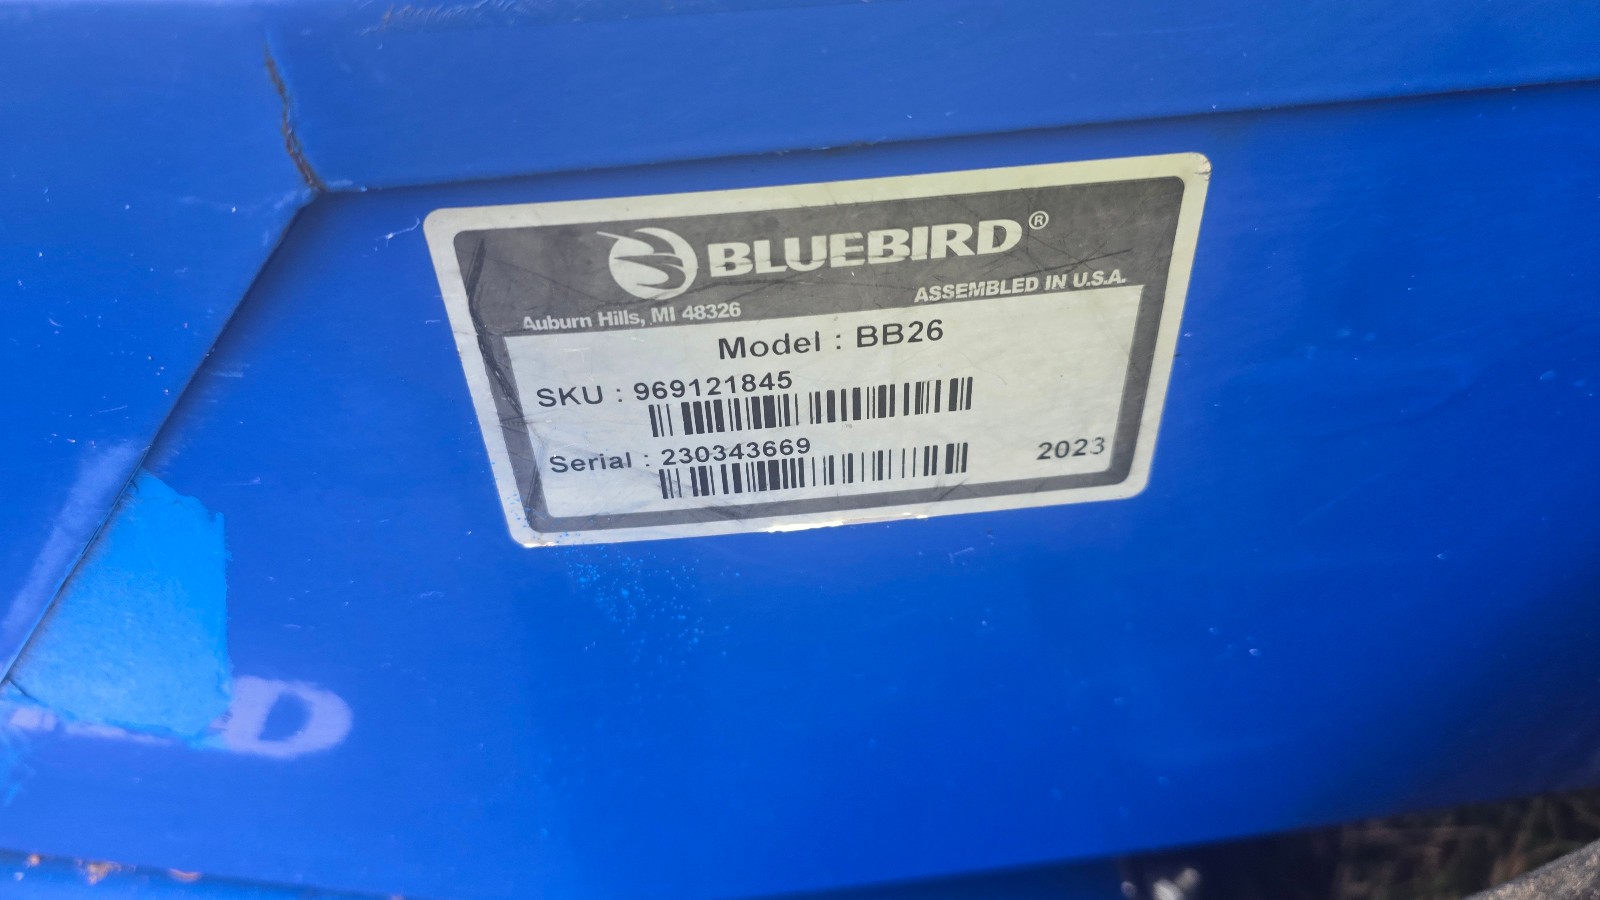 BLUEBIRD®
ASSEMBLED IN U.S.A.
Auburn Hills, MI 48326
Model : BB26
SKU : 969121845
Serial : 230343669
2023
D